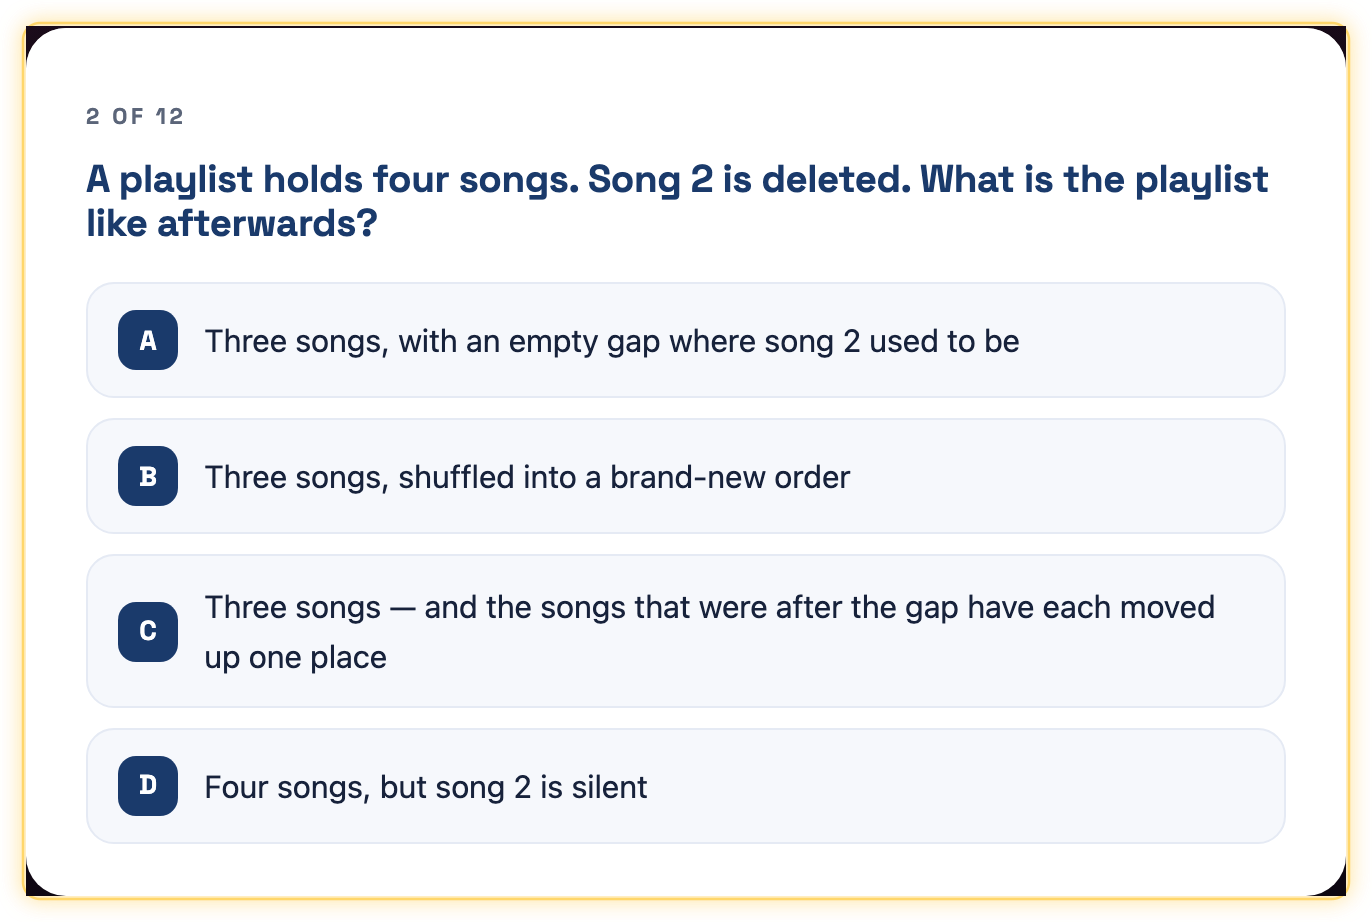 2 OF 12
A playlist holds four songs. Song 2 is deleted. What is the playlist
like afterwards?
A
Three songs, with an empty gap where song 2 used to be
B
Three songs, shuffled into a brand-new order
C
Three songs — and the songs that were after the gap have each moved
up one place
D
Four songs, but song 2 is silent